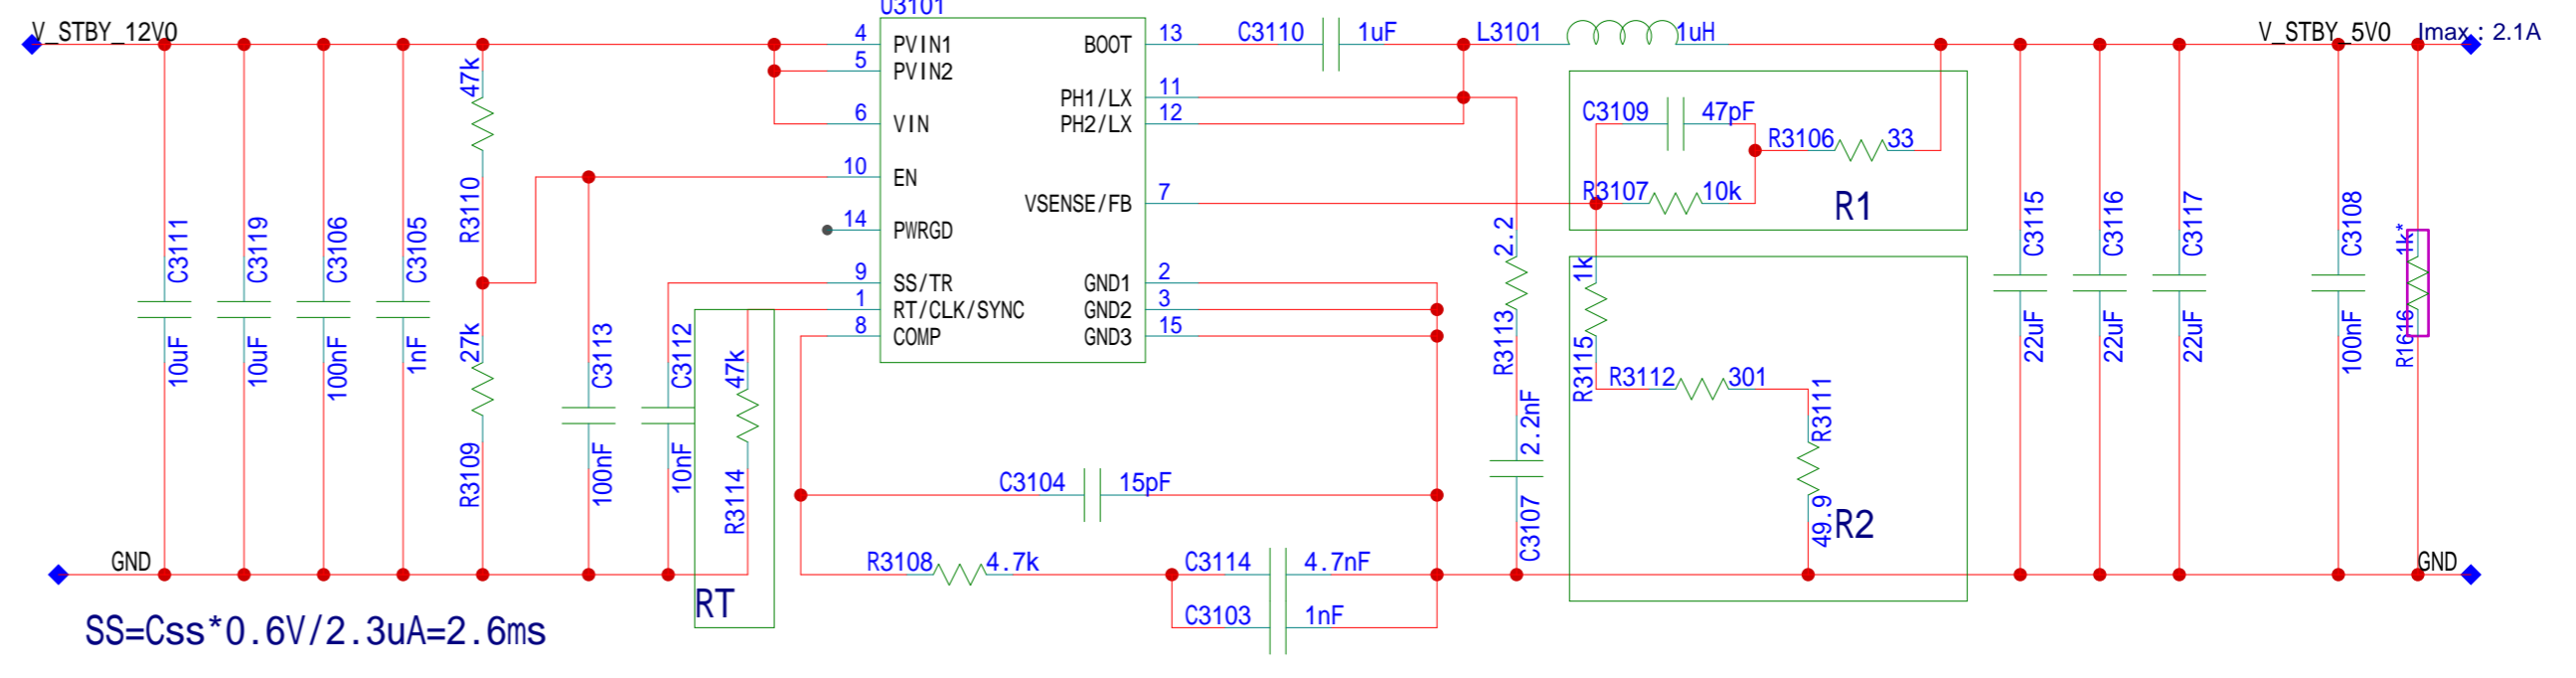 U3101
V_STBY_12V0
4 PVIN1
5 PVIN2
6 VIN
10 EN
14 PWRGD
9 SS/TR
1 RT/CLK/SYNC
8 COMP
BOOT 13
PH1/LX 11
PH2/LX 12
VSENSE/FB 7
GND1 2
GND2 3
GND3 15
C3110 1uF
L3101 1uH
V_STBY_5V0
Imax.: 2.1A
C3109 47pF
R3106 33
R3107 10k
R1
47k
R3110
27k
R3109
C3111
10uF
C3119
10uF
C3106
100nF
C3105
1nF
C3113
100nF
C3112
10nF
47k
R3114
RT
2.2
R3113
2.2nF
C3107
1k
R3115
R3112 301
R3111
49.9
R2
C3115
22uF
C3116
22uF
C3117
22uF
C3108
100nF
1k*
R1616
C3104 15pF
R3108 4.7k
C3114 4.7nF
C3103 1nF
GND
GND
SS=Css*0.6V/2.3uA=2.6ms